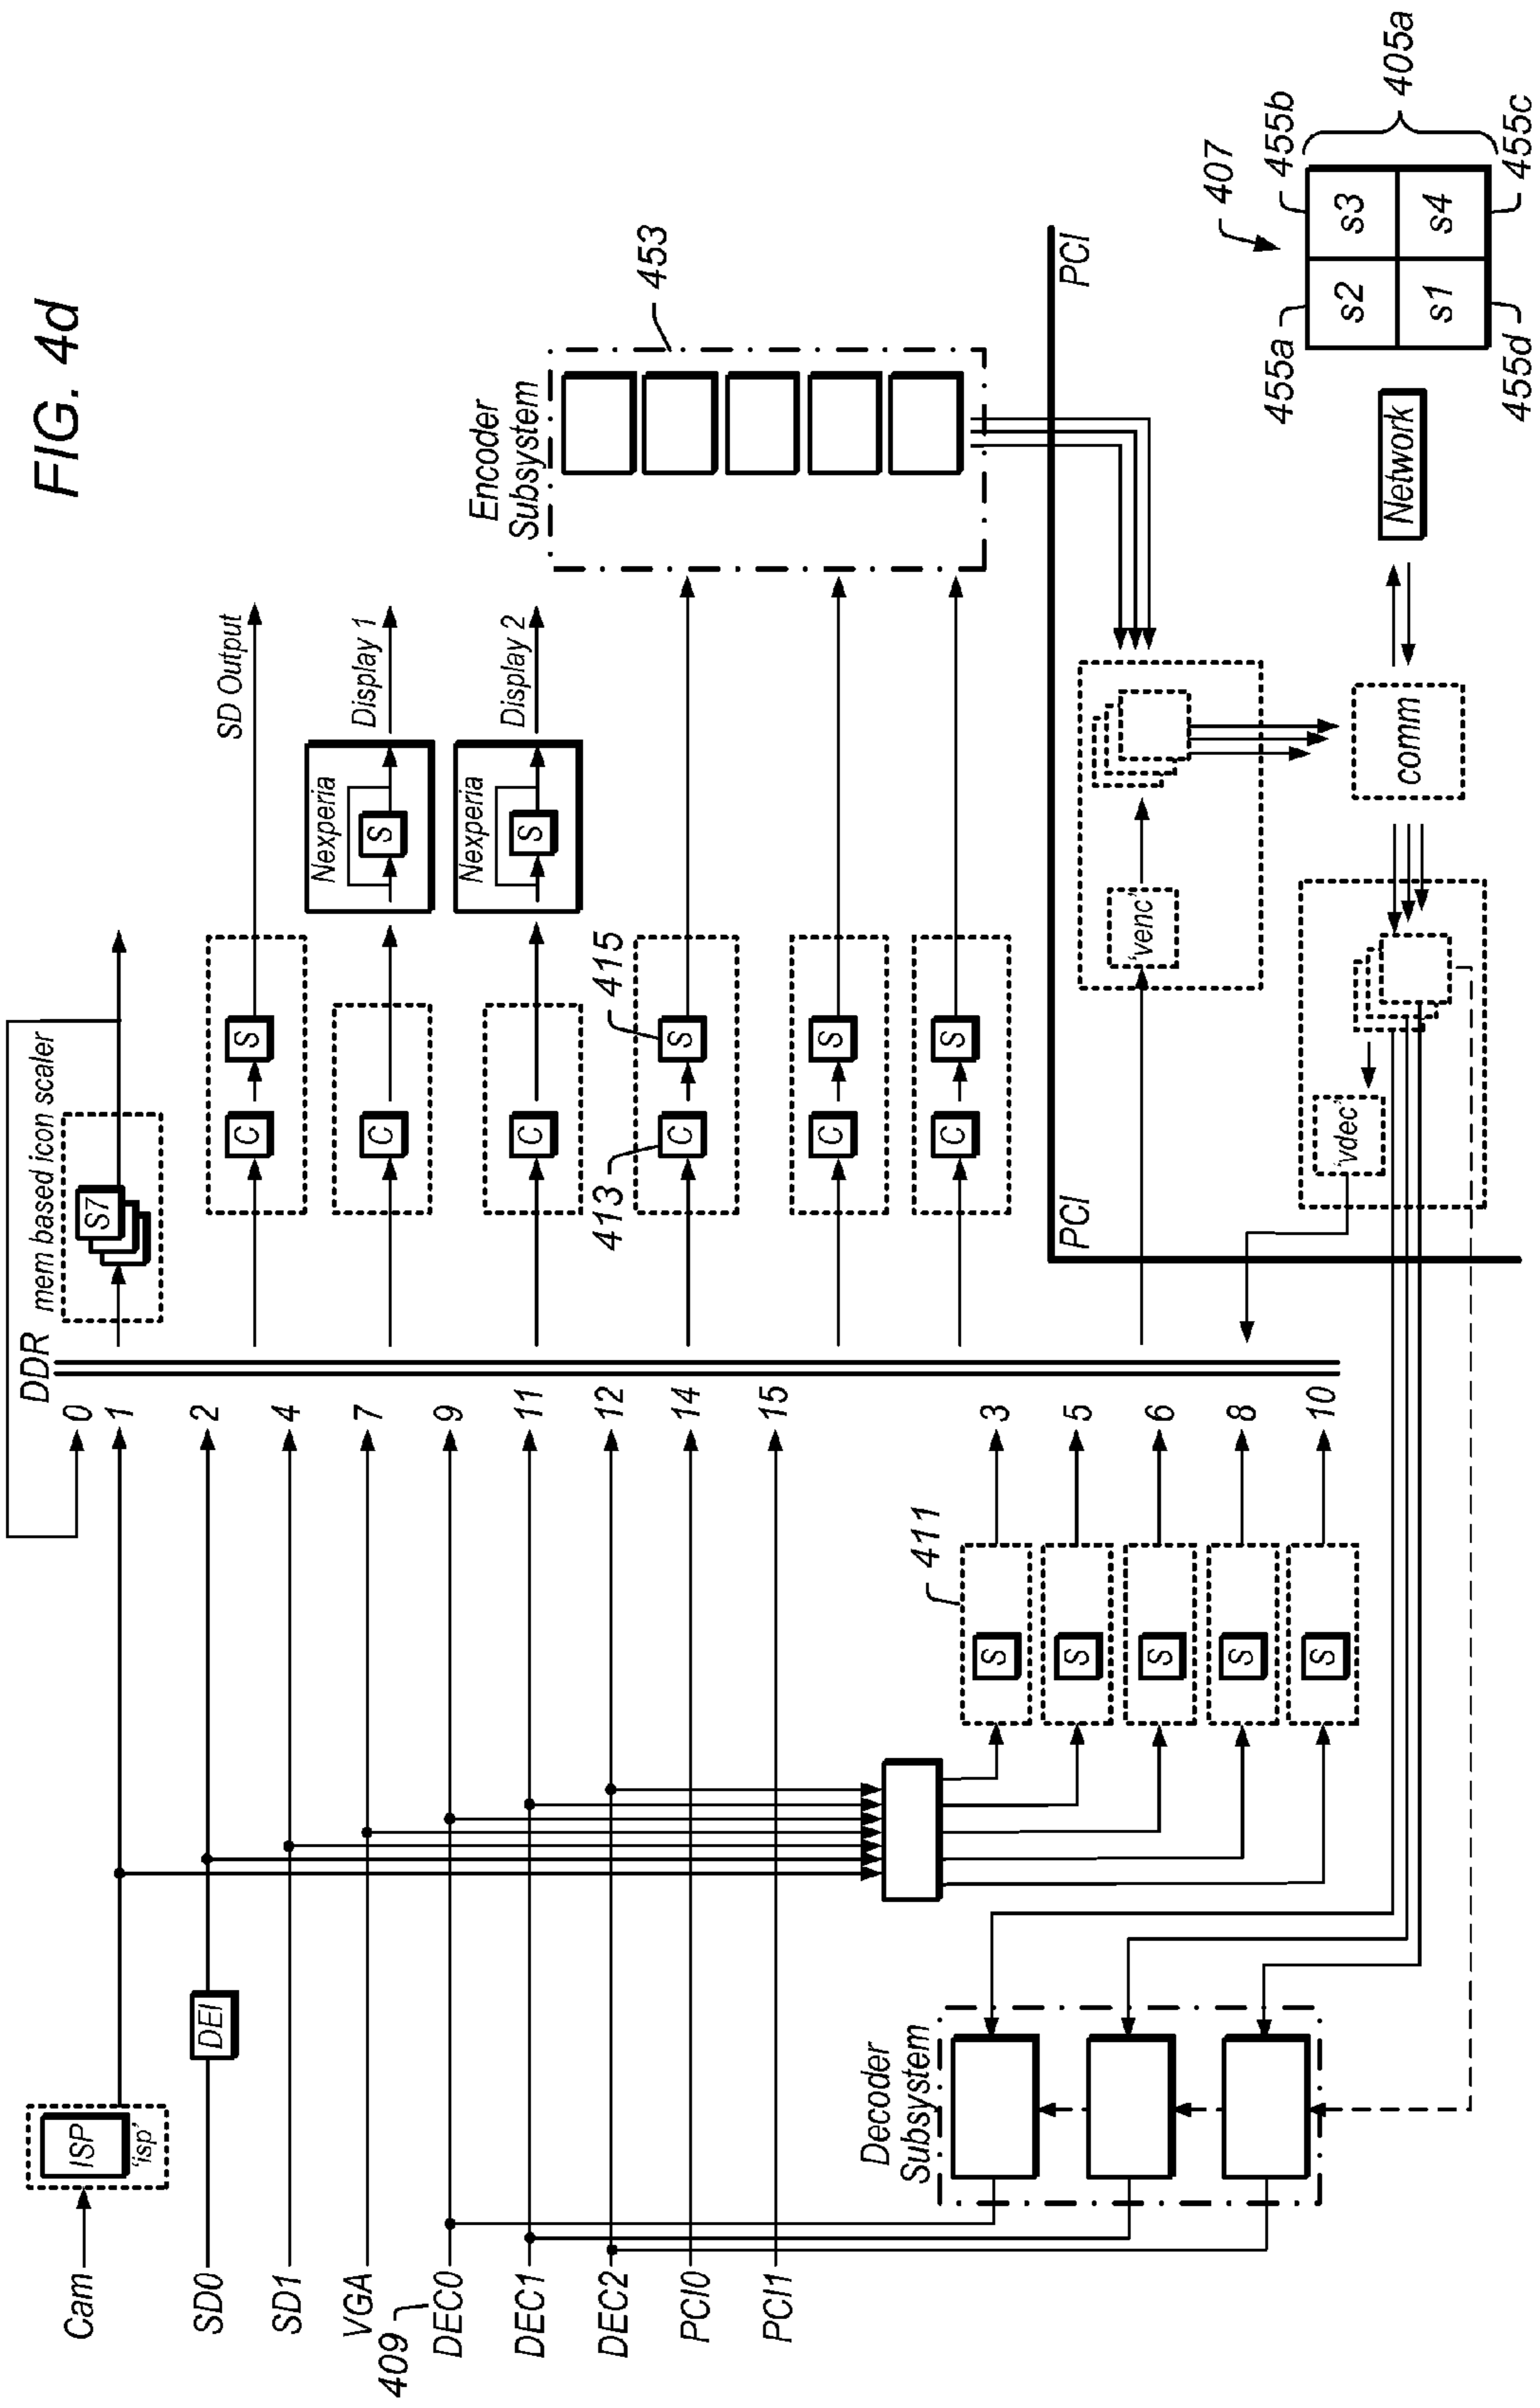 FIG. 4d
DDR
mem based icon scaler
S7
Cam
ISP
'isp'
0
1
SD0
DEI
2
C
S
SD Output
SD1
4
VGA
7
C
Nexperia
S
Display 1
409
DEC0
9
DEC1
11
C
Nexperia
S
Display 2
DEC2
12
PCI0
14
413
C
415
S
PCI1
15
C
S
C
S
Encoder
Subsystem
453
Decoder
Subsystem
411
S
3
S
5
S
6
S
8
S
10
PCI
PCI
'venc'
'vdec'
comm
Network
407
405a
455a
455b
s2
s3
s1
s4
455d
455c